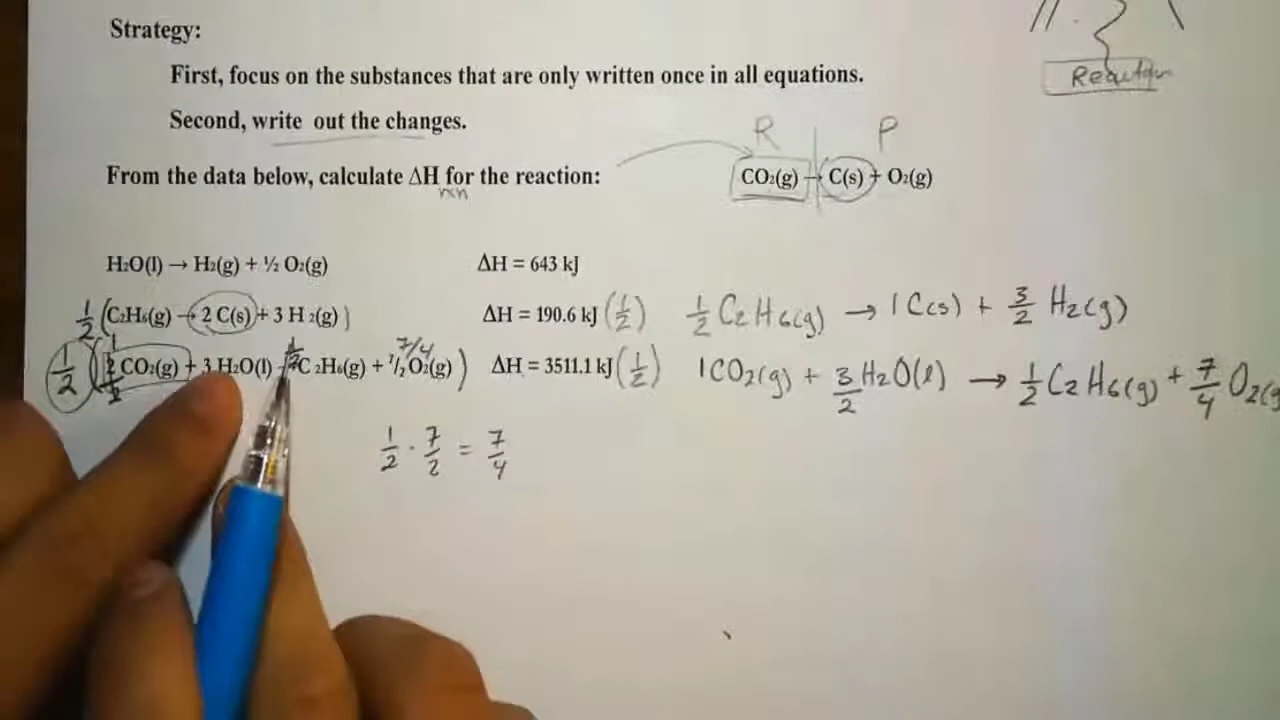 Strategy:
Reaction
First, focus on the substances that are only written once in all equations.
Second, write out the changes.
R P
From the data below, calculate ΔH for the reaction: CO₂(g) → C(s) + O₂(g)
rxn
H₂O(l) → H₂(g) + ½ O₂(g) ΔH = 643 kJ
1/2 (C₂H₆(g) → 2 C(s) + 3 H₂(g)) ΔH = 190.6 kJ (1/2) 1/2 C₂H₆(g) → 1C(s) + 3/2 H₂(g)
7/4
1/2 ( CO₂(g) + 3 H₂O(l) C₂H₆(g) + 7/2 O₂(g) ) ΔH = 3511.1 kJ (1/2) 1CO₂(g) + 3/2 H₂O(l) → 1/2 C₂H₆(g) + 7/4 O₂(g
1/2 · 7/2 = 7/4